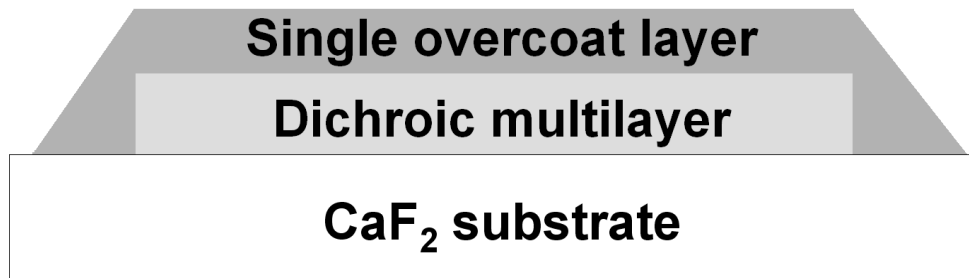 Single overcoat layer
Dichroic multilayer
CaF₂ substrate